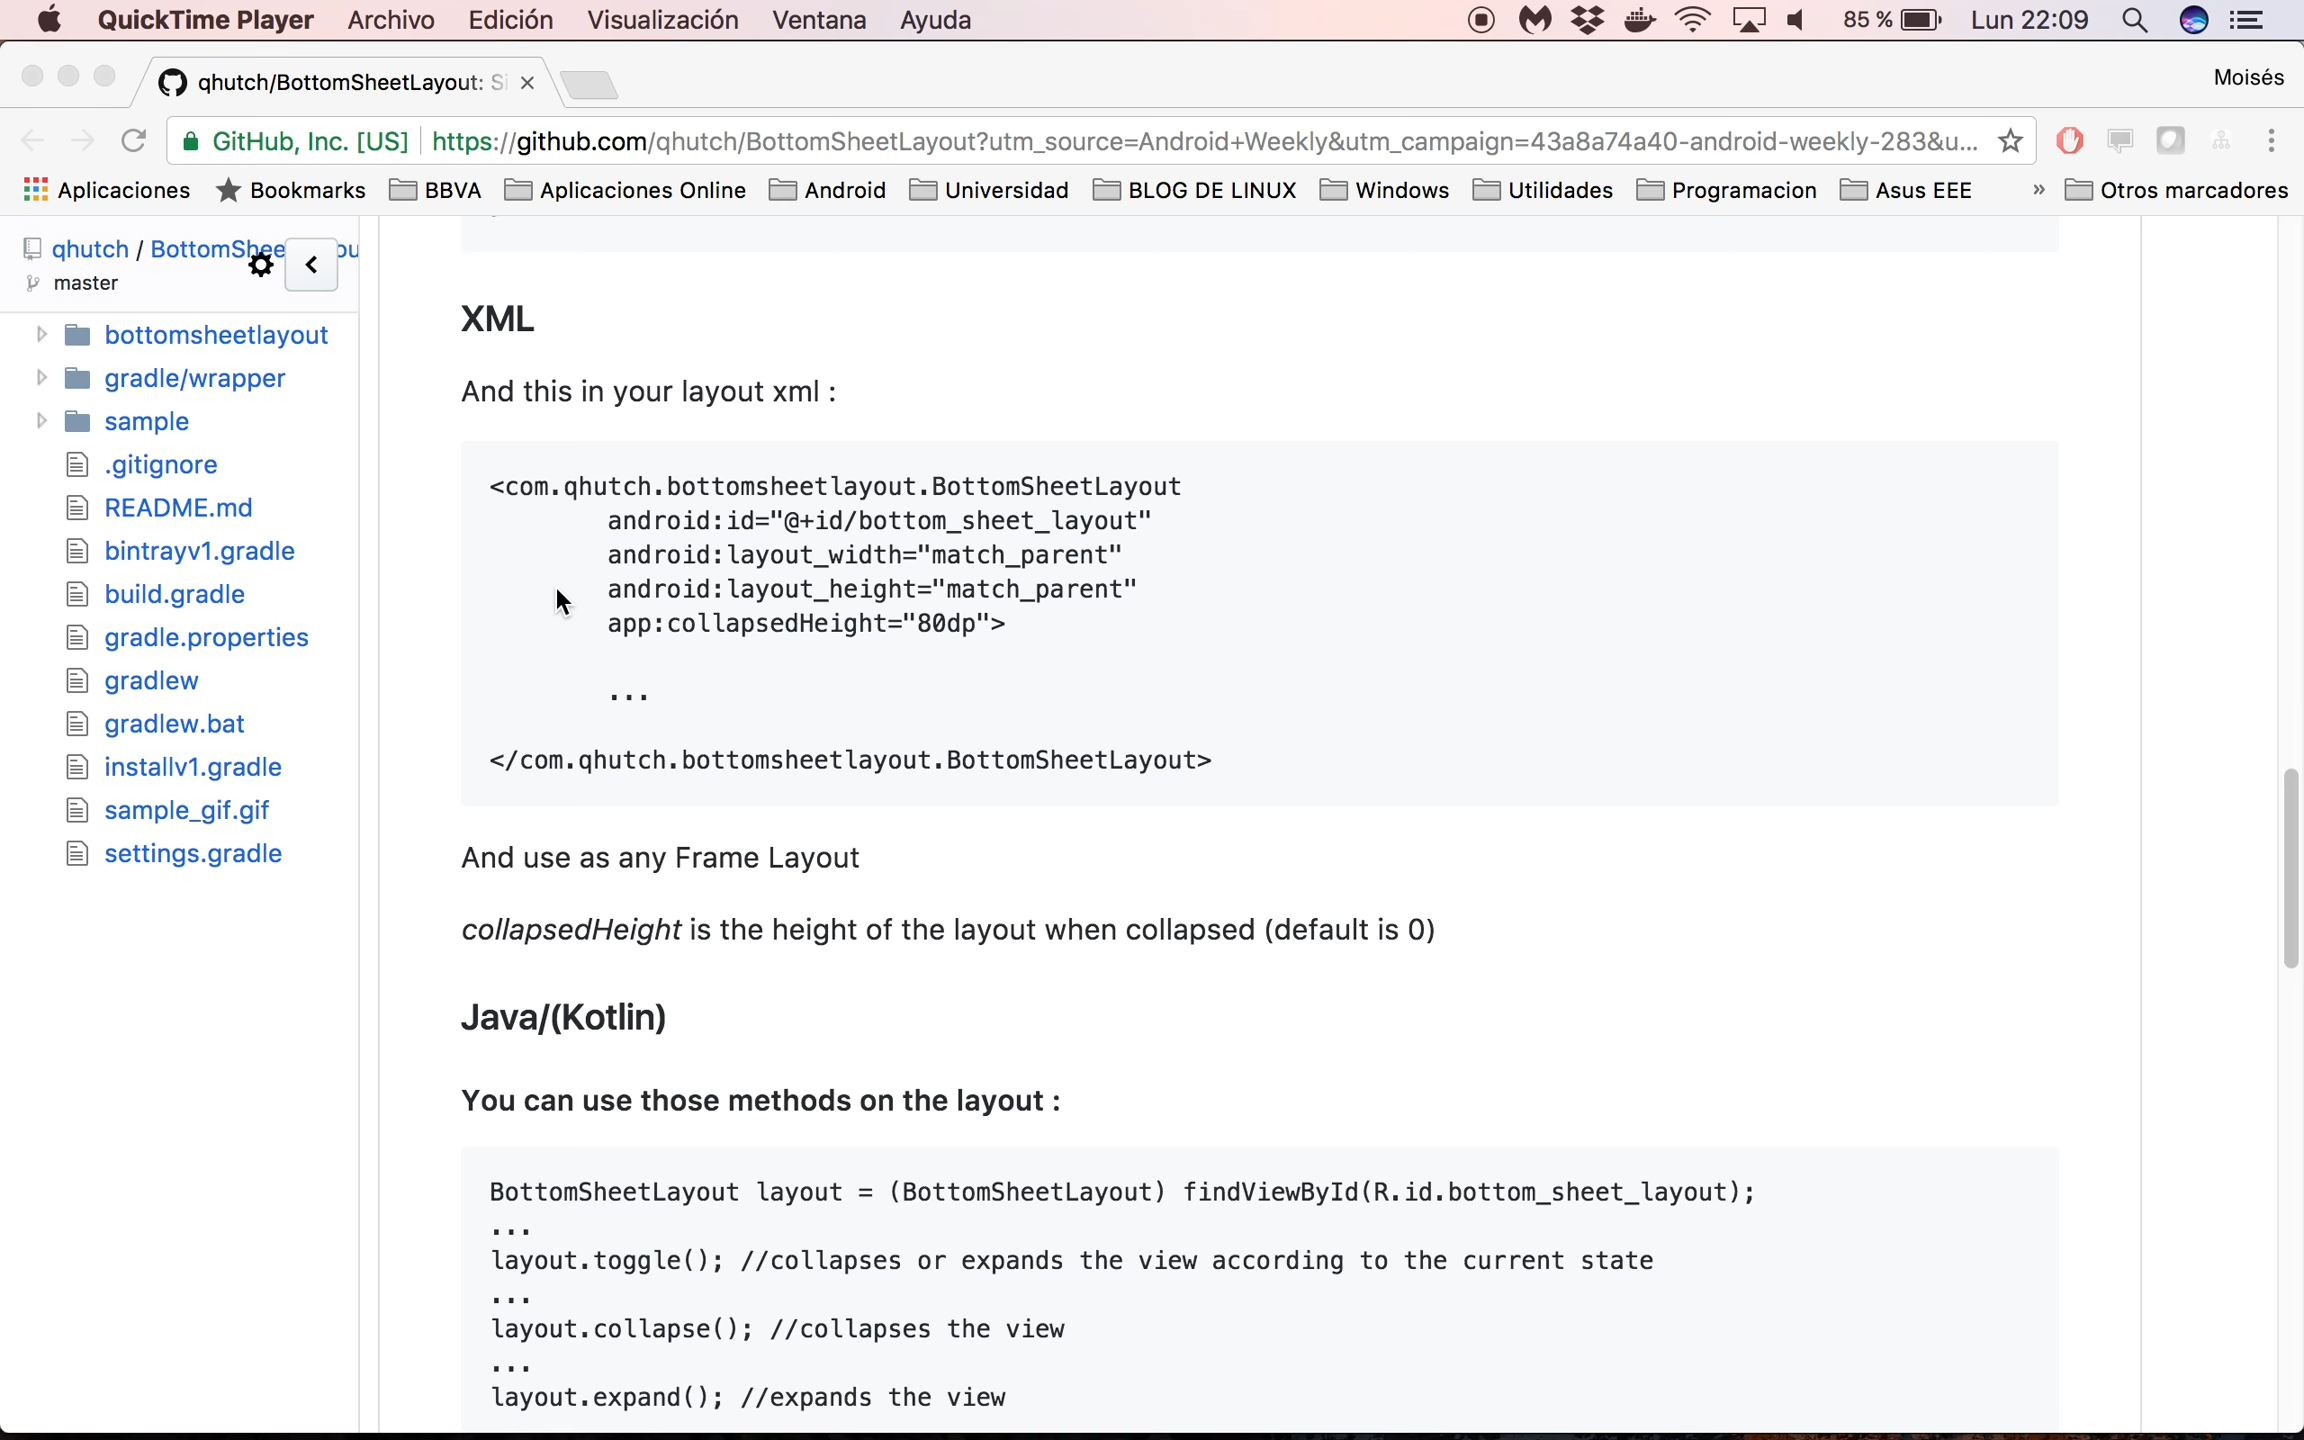 QuickTime Player Archivo Edición Visualización Ventana Ayuda 85 % Lun 22:09
qhutch/BottomSheetLayout: Si Moisés
GitHub, Inc. [US] https://github.com/qhutch/BottomSheetLayout?utm_source=Android+Weekly&utm_campaign=43a8a74a40-android-weekly-283&u...
Aplicaciones Bookmarks BBVA Aplicaciones Online Android Universidad BLOG DE LINUX Windows Utilidades Programacion Asus EEE » Otros marcadores
qhutch / BottomShee ou
master
bottomsheetlayout
gradle/wrapper
sample
.gitignore
README.md
bintrayv1.gradle
build.gradle
gradle.properties
gradlew
gradlew.bat
installv1.gradle
sample_gif.gif
settings.gradle
XML
And this in your layout xml :
<com.qhutch.bottomsheetlayout.BottomSheetLayout
android:id="@+id/bottom_sheet_layout"
android:layout_width="match_parent"
android:layout_height="match_parent"
app:collapsedHeight="80dp">
...
</com.qhutch.bottomsheetlayout.BottomSheetLayout>
And use as any Frame Layout
collapsedHeight is the height of the layout when collapsed (default is 0)
Java/(Kotlin)
You can use those methods on the layout :
BottomSheetLayout layout = (BottomSheetLayout) findViewById(R.id.bottom_sheet_layout);
...
layout.toggle(); //collapses or expands the view according to the current state
...
layout.collapse(); //collapses the view
...
layout.expand(); //expands the view